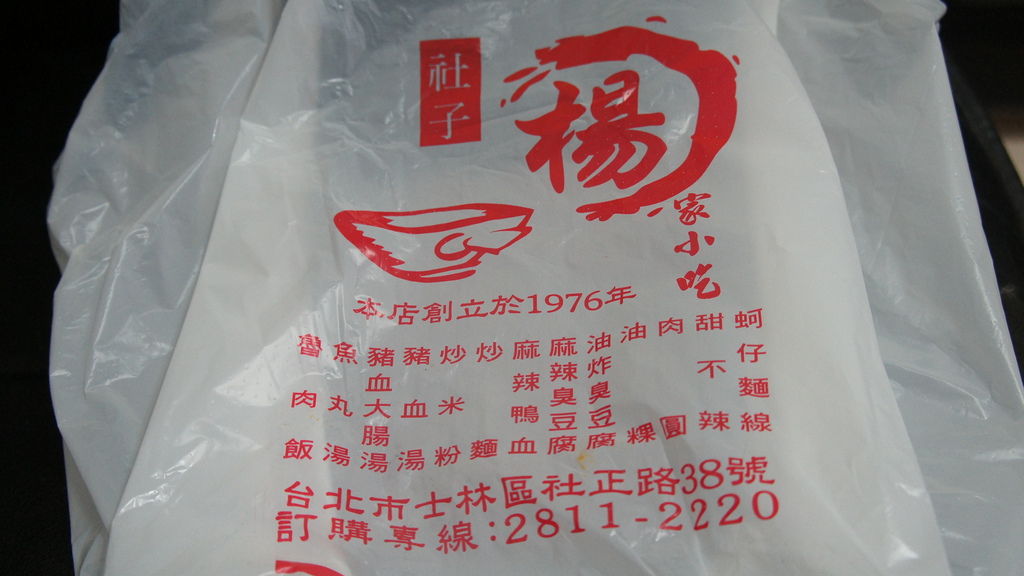 社子
楊
家小吃
本店創立於1976年
蚵仔麵線
甜不辣
肉圓
油粿
油炸臭豆腐
麻辣臭豆腐
麻辣鴨血
炒麵
炒米粉
豬血湯
豬血大腸湯
魚丸湯
魯肉飯
台北市士林區社正路38號
訂購專線:2811-2220